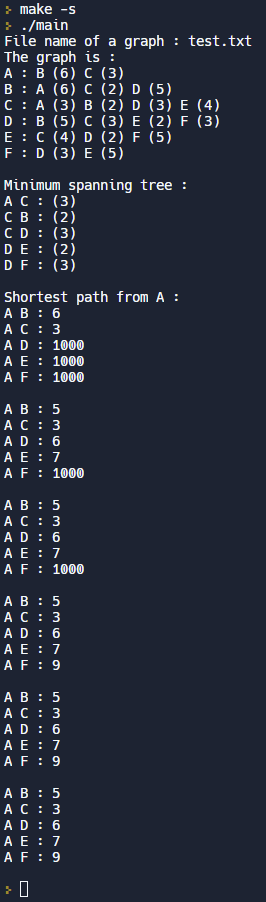 > make -s
> ./main
File name of a graph : test.txt
The graph is :
A : B (6) C (3)
B : A (6) C (2) D (5)
C : A (3) B (2) D (3) E (4)
D : B (5) C (3) E (2) F (3)
E : C (4) D (2) F (5)
F : D (3) E (5)

Minimum spanning tree :
A C : (3)
C B : (2)
C D : (3)
D E : (2)
D F : (3)

Shortest path from A :
A B : 6
A C : 3
A D : 1000
A E : 1000
A F : 1000

A B : 5
A C : 3
A D : 6
A E : 7
A F : 1000

A B : 5
A C : 3
A D : 6
A E : 7
A F : 1000

A B : 5
A C : 3
A D : 6
A E : 7
A F : 9

A B : 5
A C : 3
A D : 6
A E : 7
A F : 9

A B : 5
A C : 3
A D : 6
A E : 7
A F : 9

>